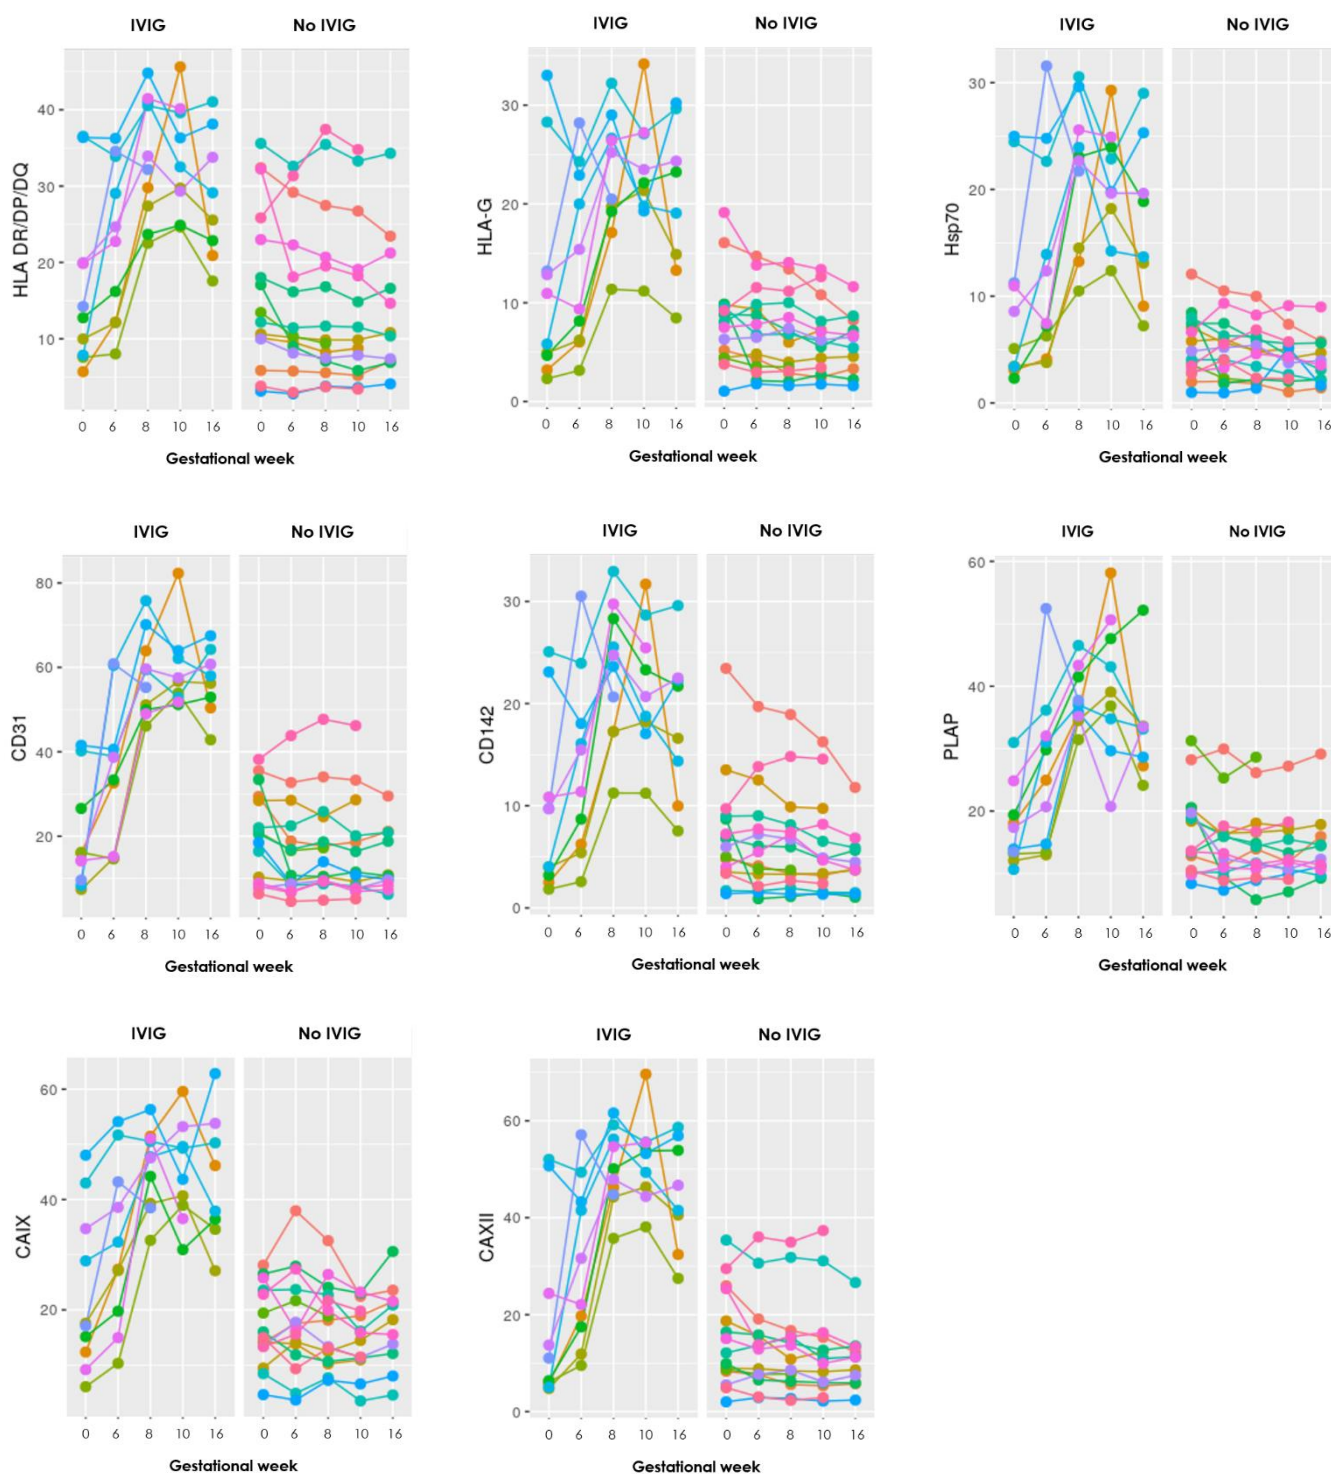 IVIG No IVIG
HLA DR/DP/DQ
40
30
20
10
0 6 8 10 16 0 6 8 10 16
Gestational week
IVIG No IVIG
HLA-G
30
20
10
0
0 6 8 10 16 0 6 8 10 16
Gestational week
IVIG No IVIG
Hsp70
30
20
10
0
0 6 8 10 16 0 6 8 10 16
Gestational week
IVIG No IVIG
CD31
80
60
40
20
0 6 8 10 16 0 6 8 10 16
Gestational week
IVIG No IVIG
CD142
30
20
10
0
0 6 8 10 16 0 6 8 10 16
Gestational week
IVIG No IVIG
PLAP
60
40
20
0 6 8 10 16 0 6 8 10 16
Gestational week
IVIG No IVIG
CAIX
60
40
20
0 6 8 10 16 0 6 8 10 16
Gestational week
IVIG No IVIG
CAXII
60
40
20
0
0 6 8 10 16 0 6 8 10 16
Gestational week